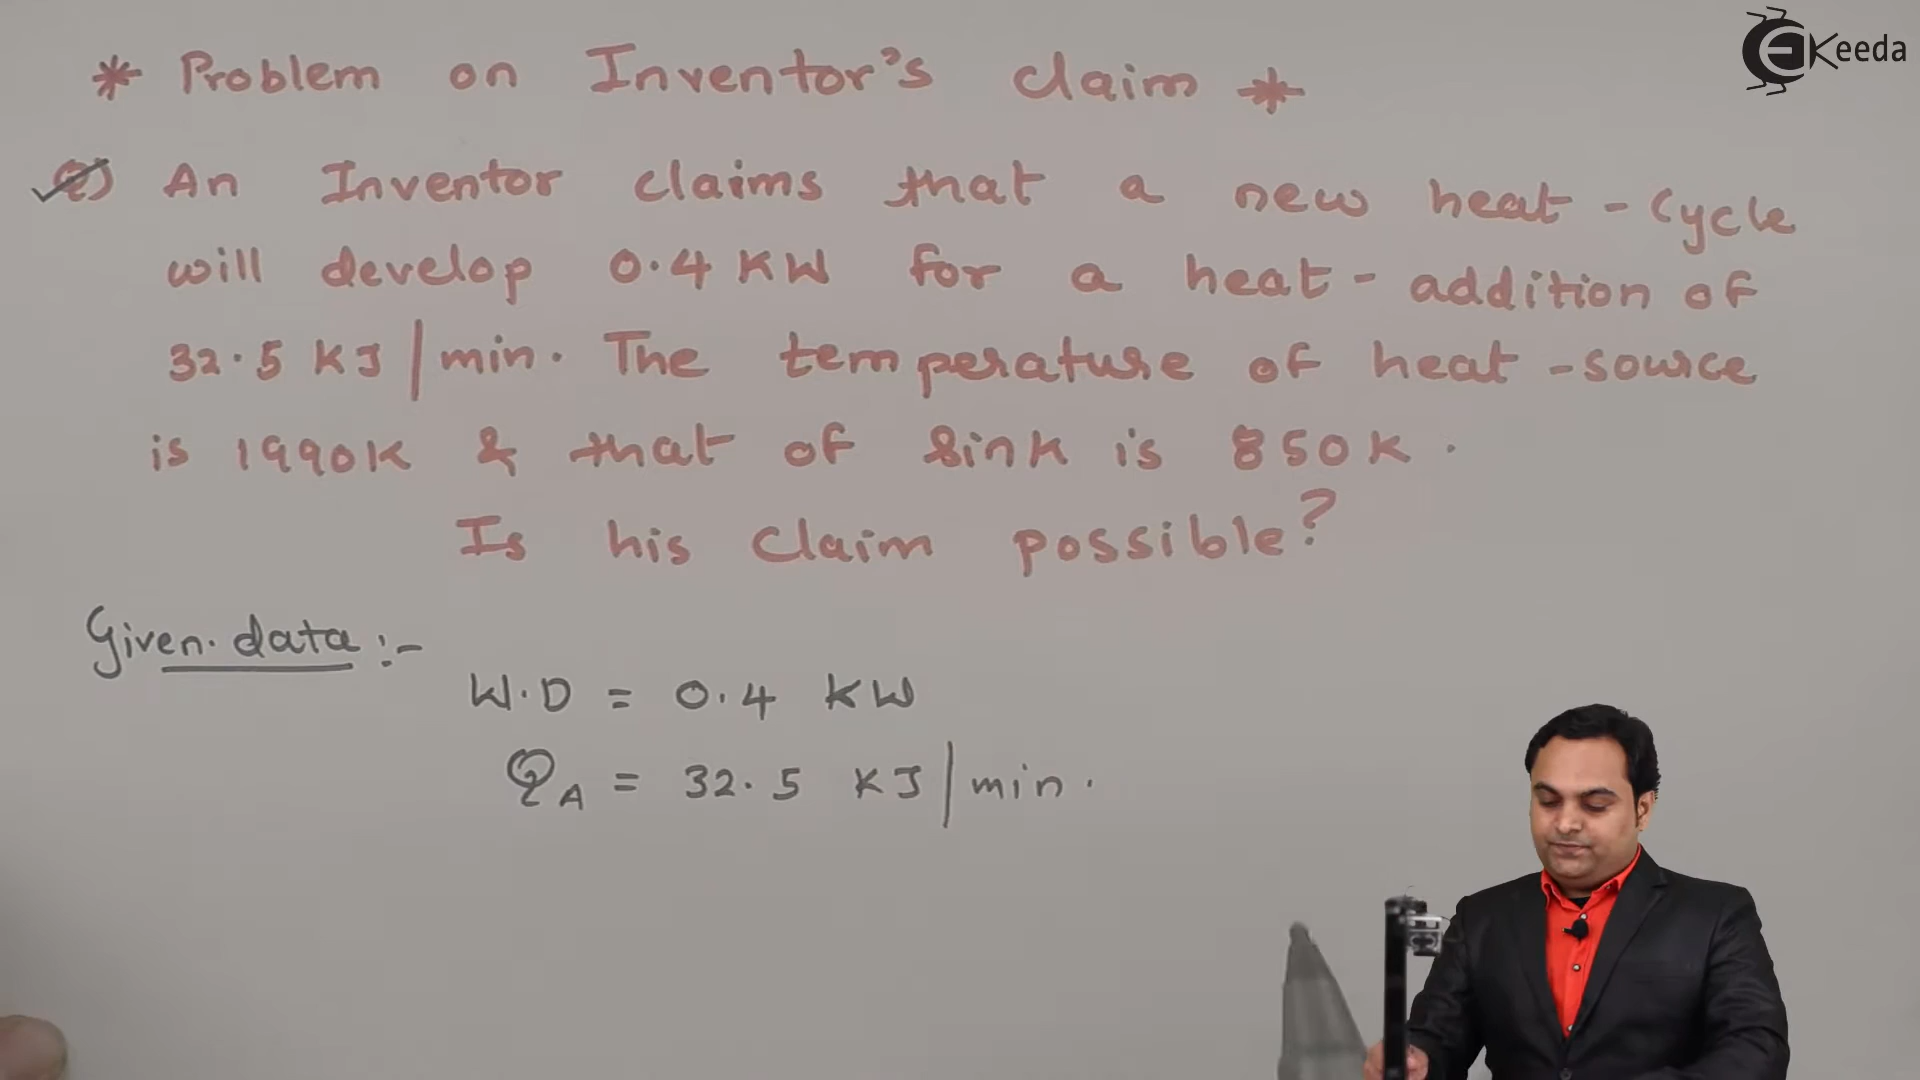 * Problem on Inventor's claim *
EKeeda
Q) An Inventor claims that a new heat-cycle
will develop 0.4 KW for a heat-addition of
32.5 KJ/min. The temperature of heat-source
is 1990K & that of sink is 850K.
Is his claim possible?
Given data :-
W.D = 0.4 KW
QA = 32.5 KJ/min.